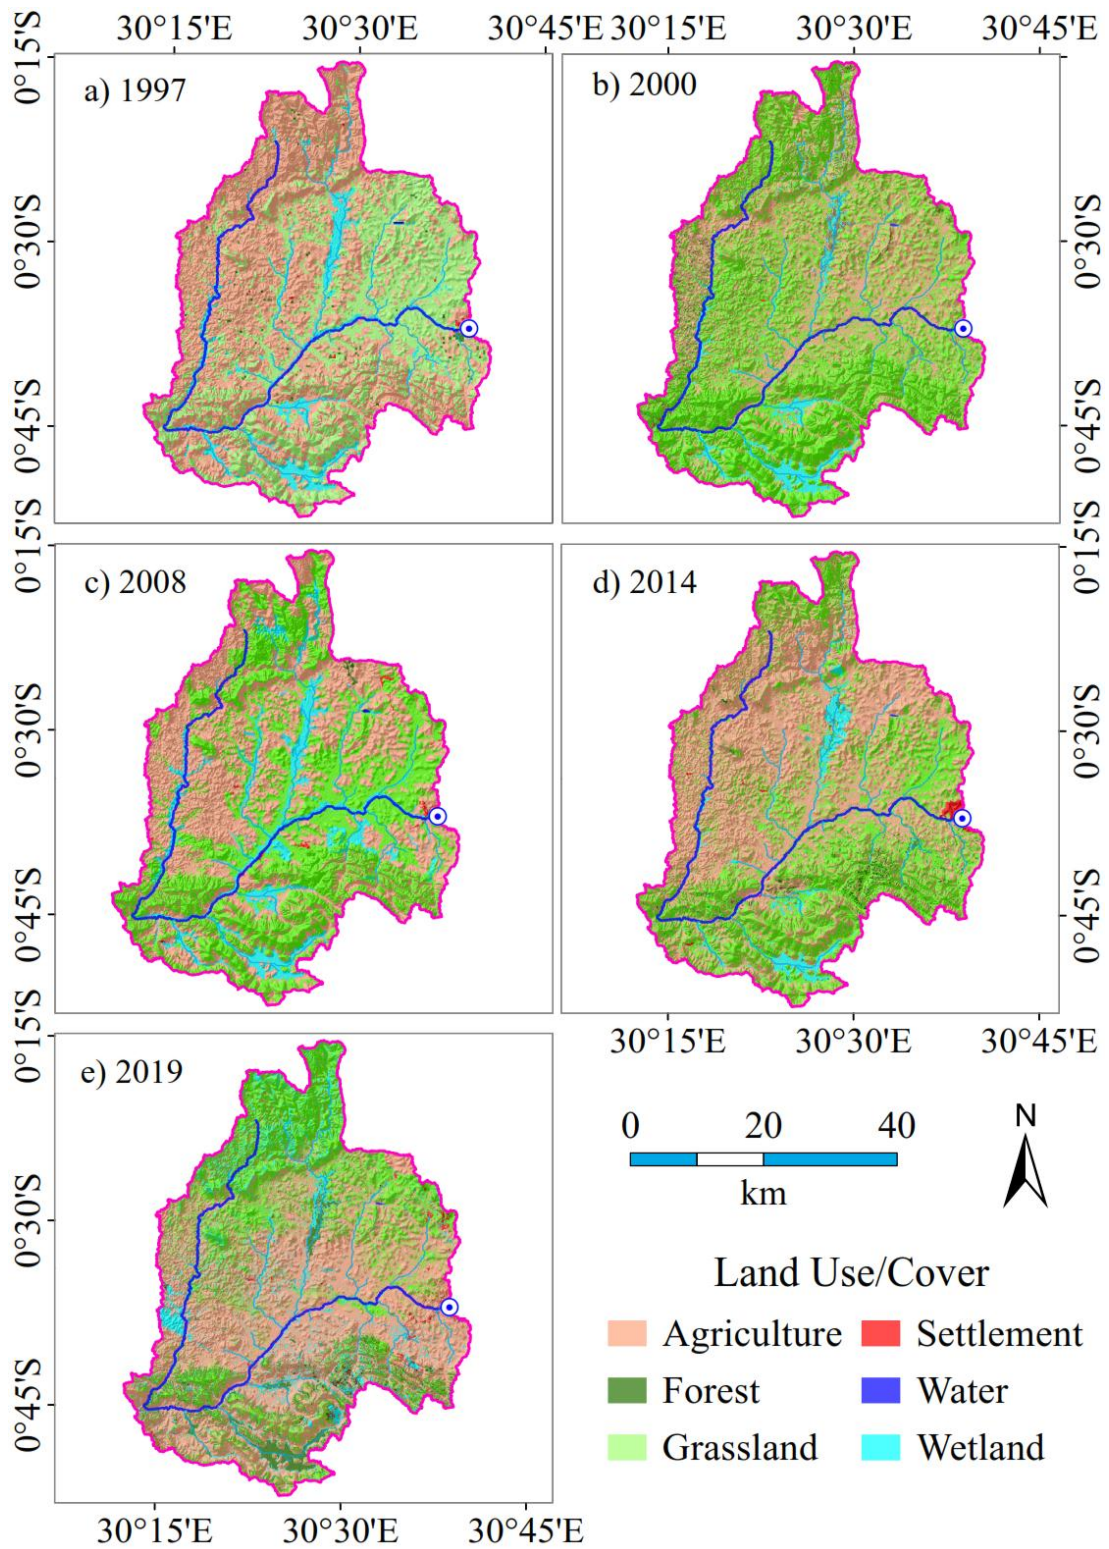 30°15'E 30°30'E 30°45'E 30°15'E 30°30'E 30°45'E
0°15'S
a) 1997
b) 2000
0°30'S
0°30'S
0°45'S
0°45'S
0°15'S
0°15'S
c) 2008
d) 2014
0°30'S
0°30'S
0°45'S
0°45'S
30°15'E 30°30'E 30°45'E
0°15'S
e) 2019
0°30'S
0°45'S
30°15'E 30°30'E 30°45'E
0 20 40
km
N
Land Use/Cover
Agriculture Settlement
Forest Water
Grassland Wetland